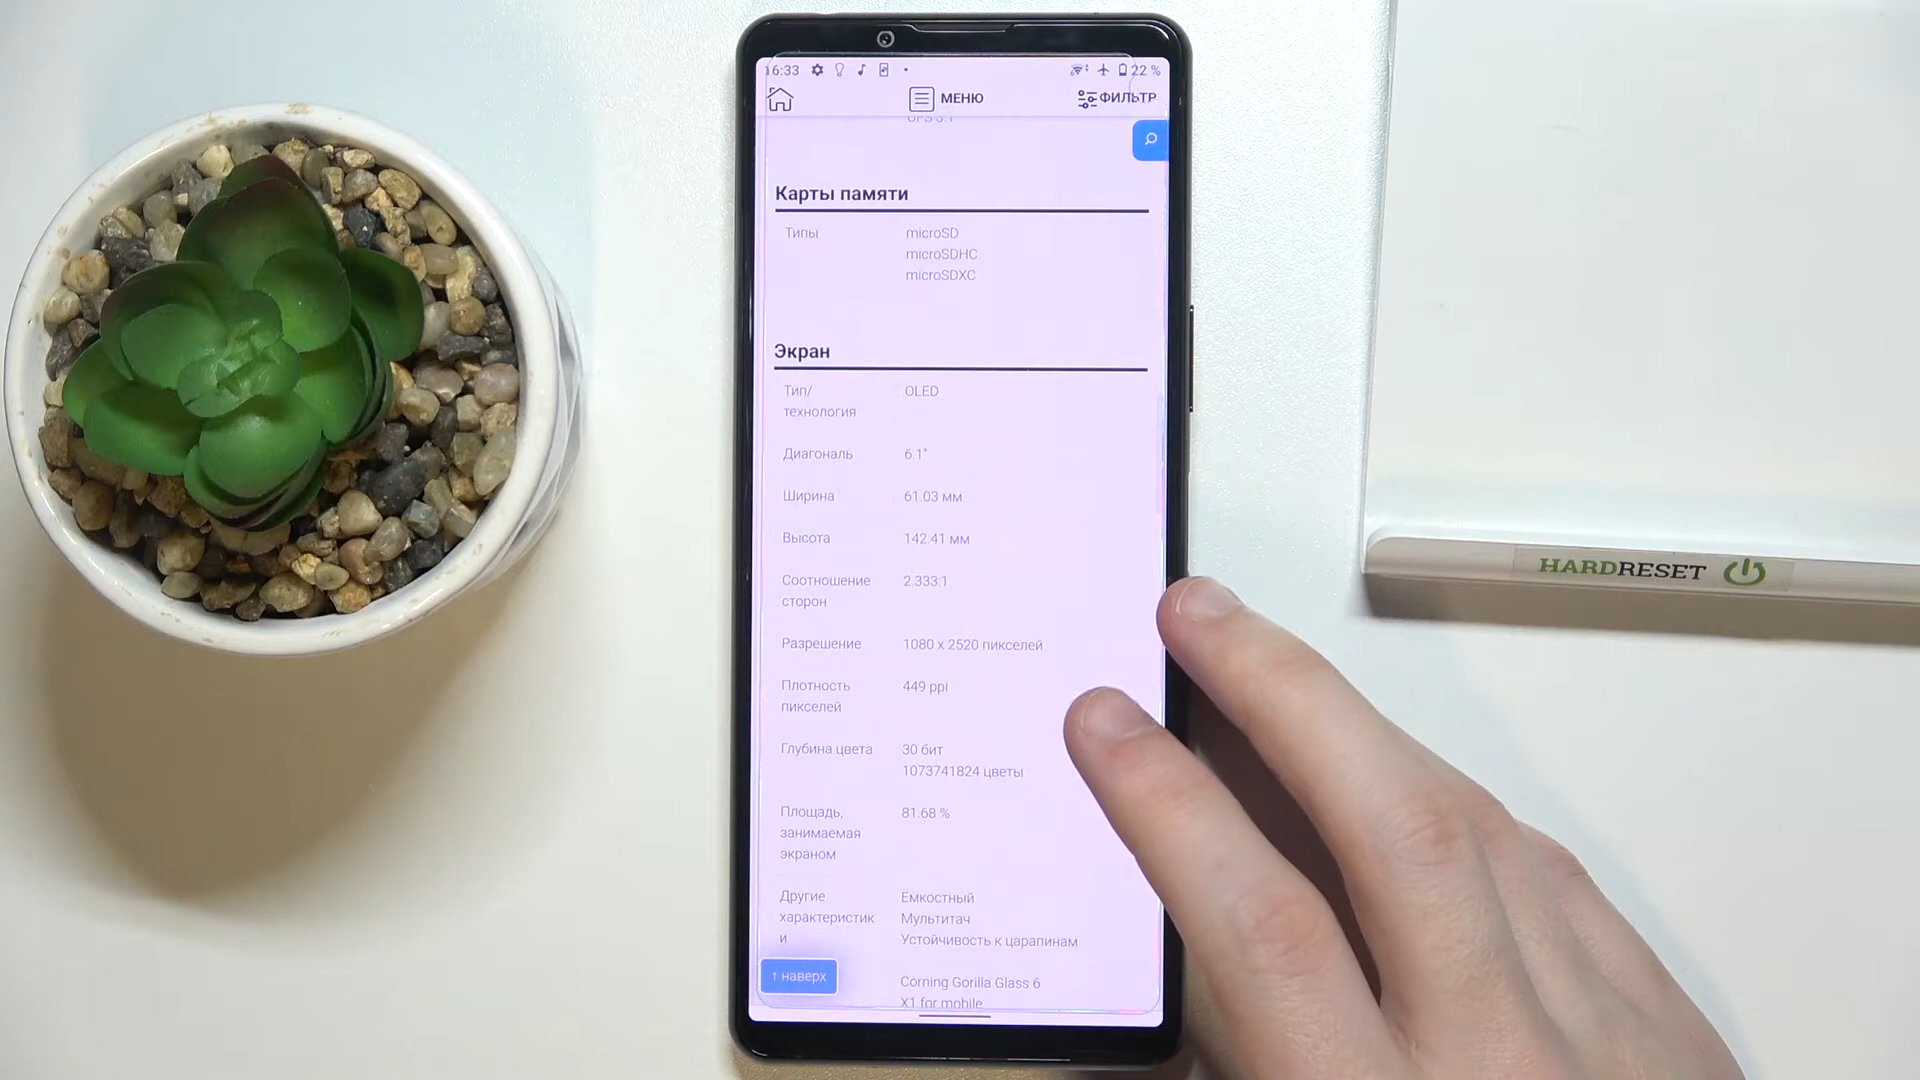 16:33
22 %
МЕНЮ
ФИЛЬТР
UFS 3.1
Карты памяти
Типы
microSD
microSDHC
microSDXC
Экран
Тип/
технология
OLED
Диагональ
6.1"
Ширина
61.03 мм
Высота
142.41 мм
Соотношение
сторон
2.333:1
Разрешение
1080 x 2520 пикселей
Плотность
пикселей
449 ppi
Глубина цвета
30 бит
1073741824 цветы
Площадь,
занимаемая
экраном
81.68 %
Другие
характеристик
и
Емкостный
Мультитач
Устойчивость к царапинам
Corning Gorilla Glass 6
X1 for mobile
↑ наверх
HARDRESET